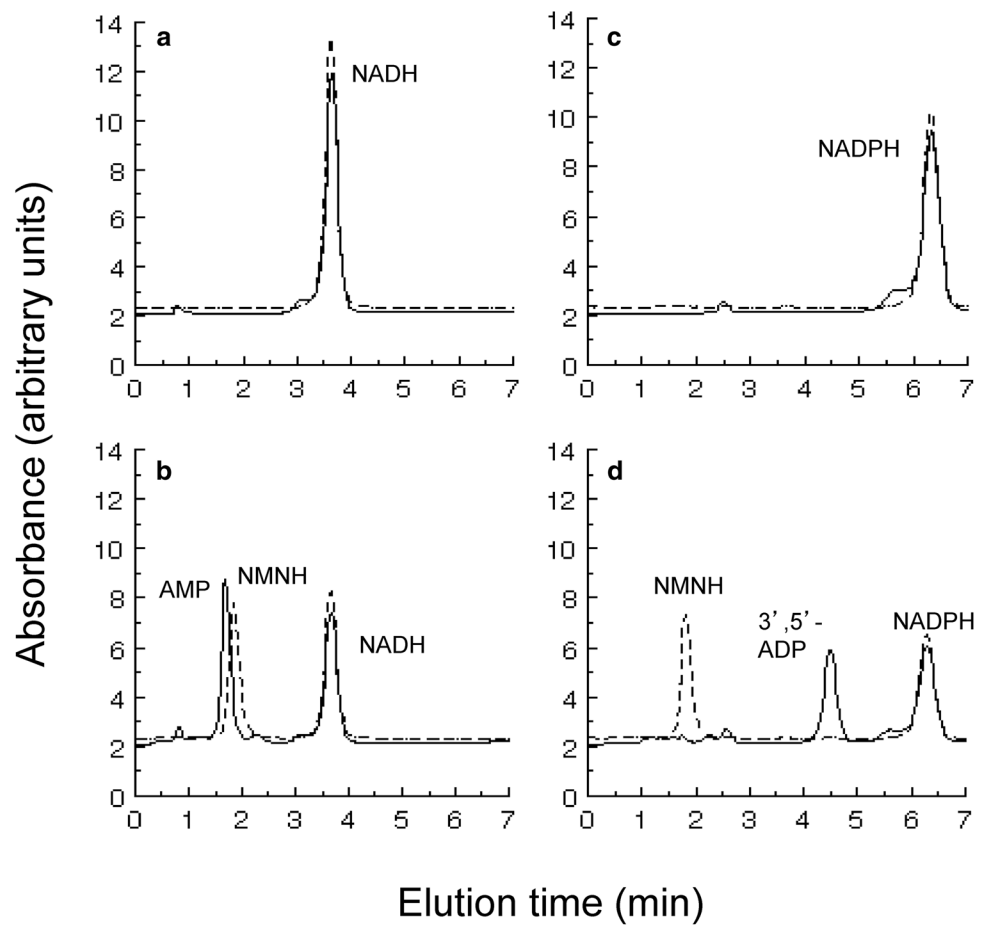 Absorbance (arbitrary units)
a
14
12
10
8
6
4
2
0
NADH
0 1 2 3 4 5 6 7
c
14
12
10
8
6
4
2
0
NADPH
0 1 2 3 4 5 6 7
b
14
12
10
8
6
4
2
0
AMP
NMNH
NADH
0 1 2 3 4 5 6 7
d
14
12
10
8
6
4
2
0
NMNH
3’,5’-
ADP
NADPH
0 1 2 3 4 5 6 7
Elution time (min)